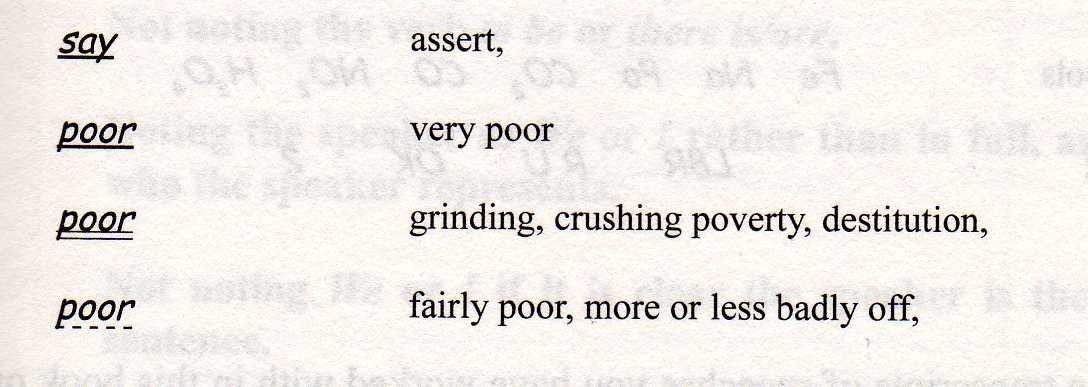 say assert,
poor very poor
poor grinding, crushing poverty, destitution,
poor fairly poor, more or less badly off,